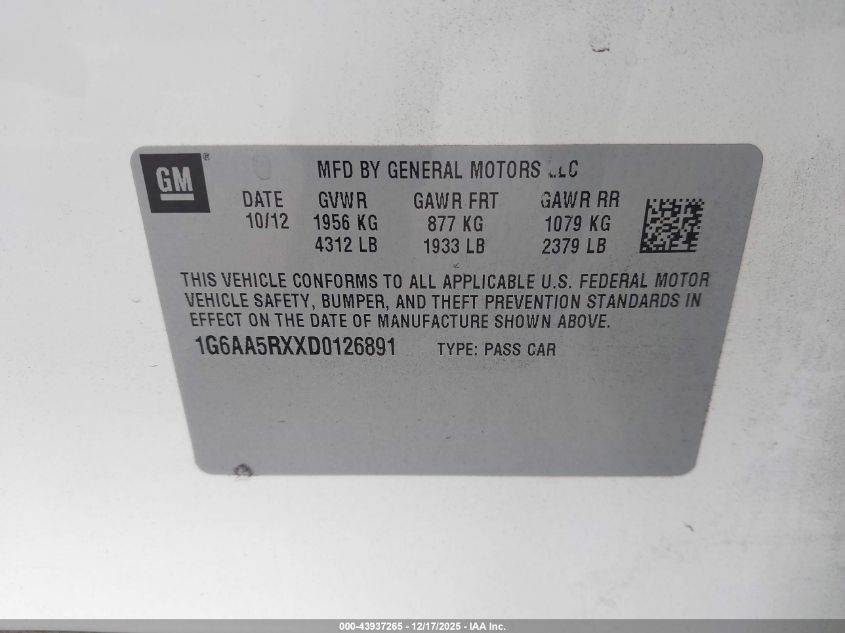 GM®
MFD BY GENERAL MOTORS LLC
DATE GVWR GAWR FRT GAWR RR
10/12 1956 KG 877 KG 1079 KG
4312 LB 1933 LB 2379 LB
THIS VEHICLE CONFORMS TO ALL APPLICABLE U.S. FEDERAL MOTOR
VEHICLE SAFETY, BUMPER, AND THEFT PREVENTION STANDARDS IN
EFFECT ON THE DATE OF MANUFACTURE SHOWN ABOVE.
1G6AA5RXXD0126891 TYPE: PASS CAR
000-43937265 - 12/17/2025 - IAA Inc.